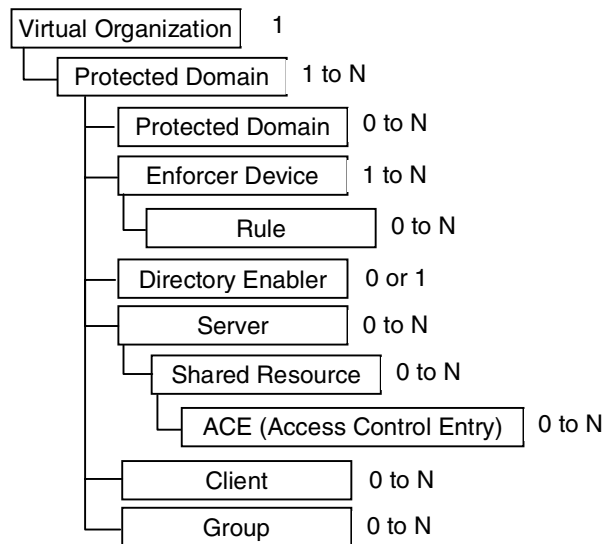 Virtual Organization 1
Protected Domain 1 to N
Protected Domain 0 to N
Enforcer Device 1 to N
Rule 0 to N
Directory Enabler 0 or 1
Server 0 to N
Shared Resource 0 to N
ACE (Access Control Entry) 0 to N
Client 0 to N
Group 0 to N